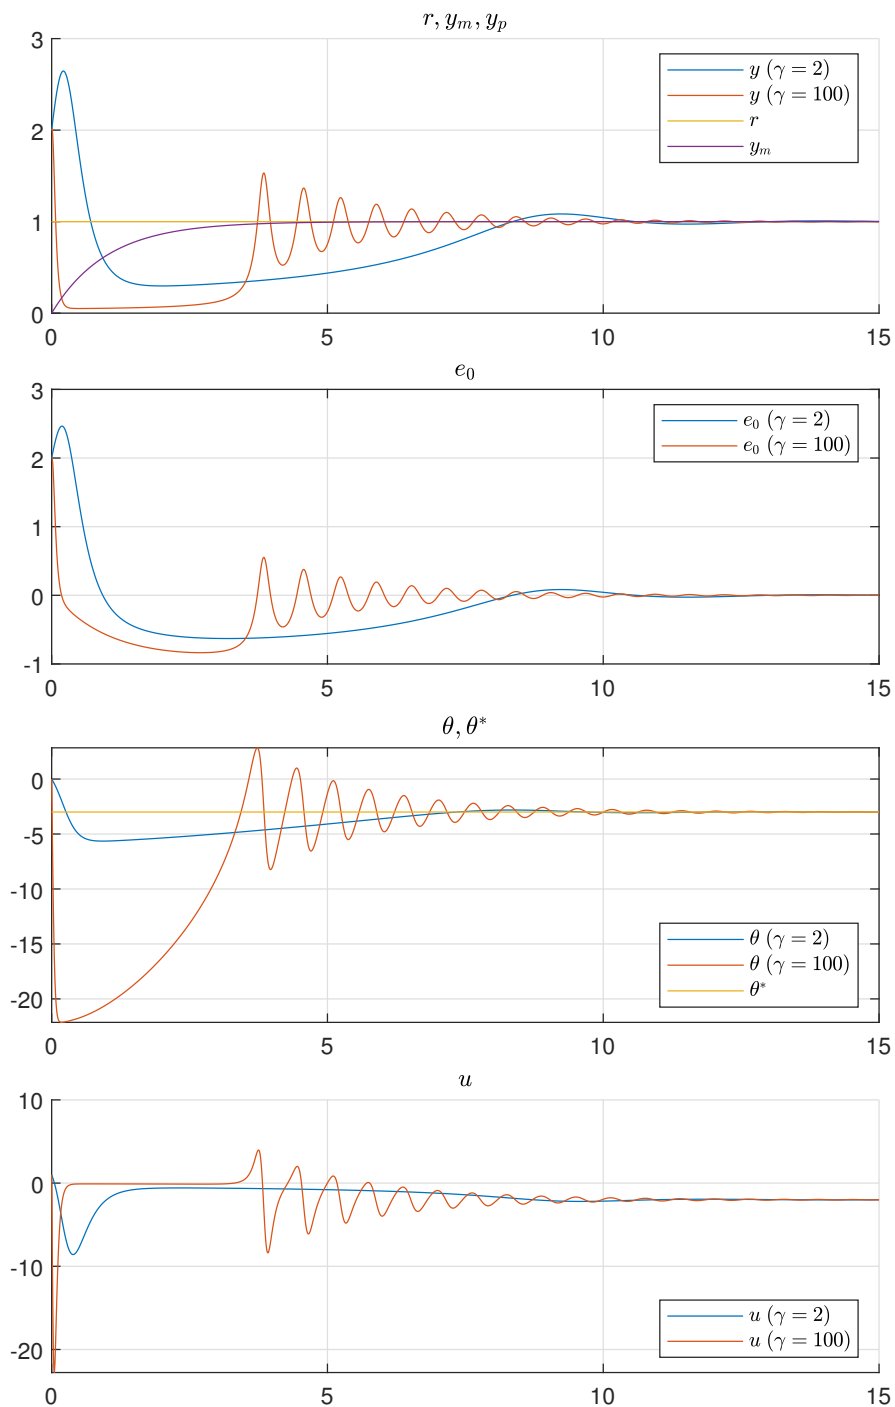 r, y_m, y_p
3
2
1
0
y (γ = 2)
y (γ = 100)
r
y_m
0 5 10 15
e_0
3
2
1
0
-1
e_0 (γ = 2)
e_0 (γ = 100)
0 5 10 15
θ, θ*
0
-5
-10
-15
-20
θ (γ = 2)
θ (γ = 100)
θ*
0 5 10 15
u
10
0
-10
-20
u (γ = 2)
u (γ = 100)
0 5 10 15